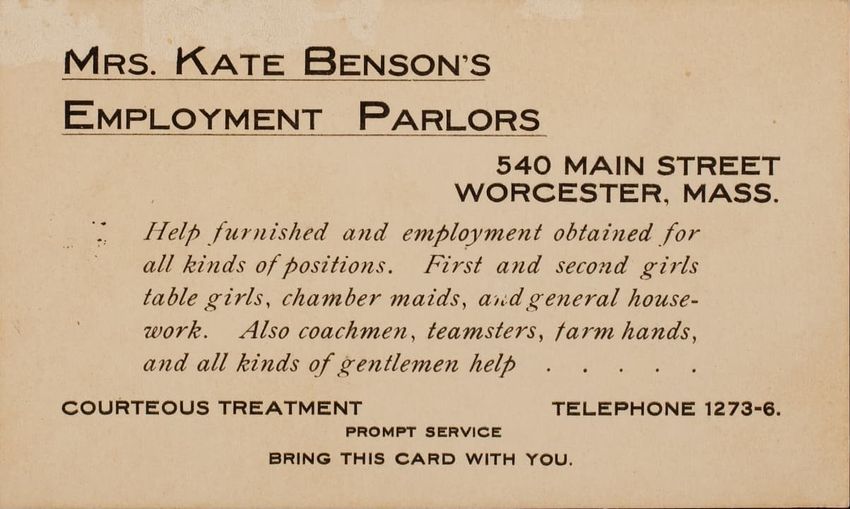 MRS. KATE BENSON'S
EMPLOYMENT PARLORS
540 MAIN STREET
WORCESTER, MASS.
Help furnished and employment obtained for
all kinds of positions. First and second girls
table girls, chamber maids, and general house-
work. Also coachmen, teamsters, farm hands,
and all kinds of gentlemen help . . . . .
COURTEOUS TREATMENT TELEPHONE 1273-6.
PROMPT SERVICE
BRING THIS CARD WITH YOU.